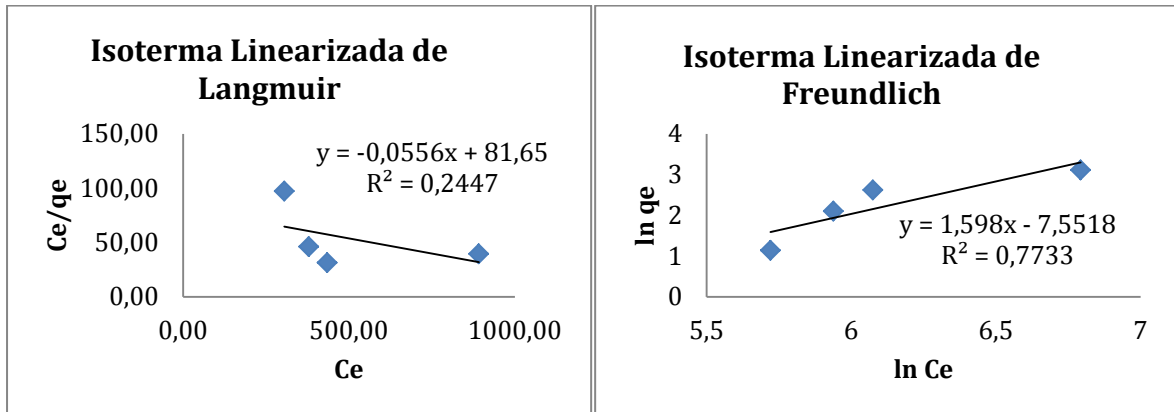 Isoterma Linearizada de
Langmuir
150,00
100,00
50,00
0,00
Ce/qe
y = -0,0556x + 81,65
R² = 0,2447
0,00
500,00
1000,00
Ce
Isoterma Linearizada de
Freundlich
4
3
2
1
0
ln qe
y = 1,598x - 7,5518
R² = 0,7733
5,5
6
6,5
7
ln Ce